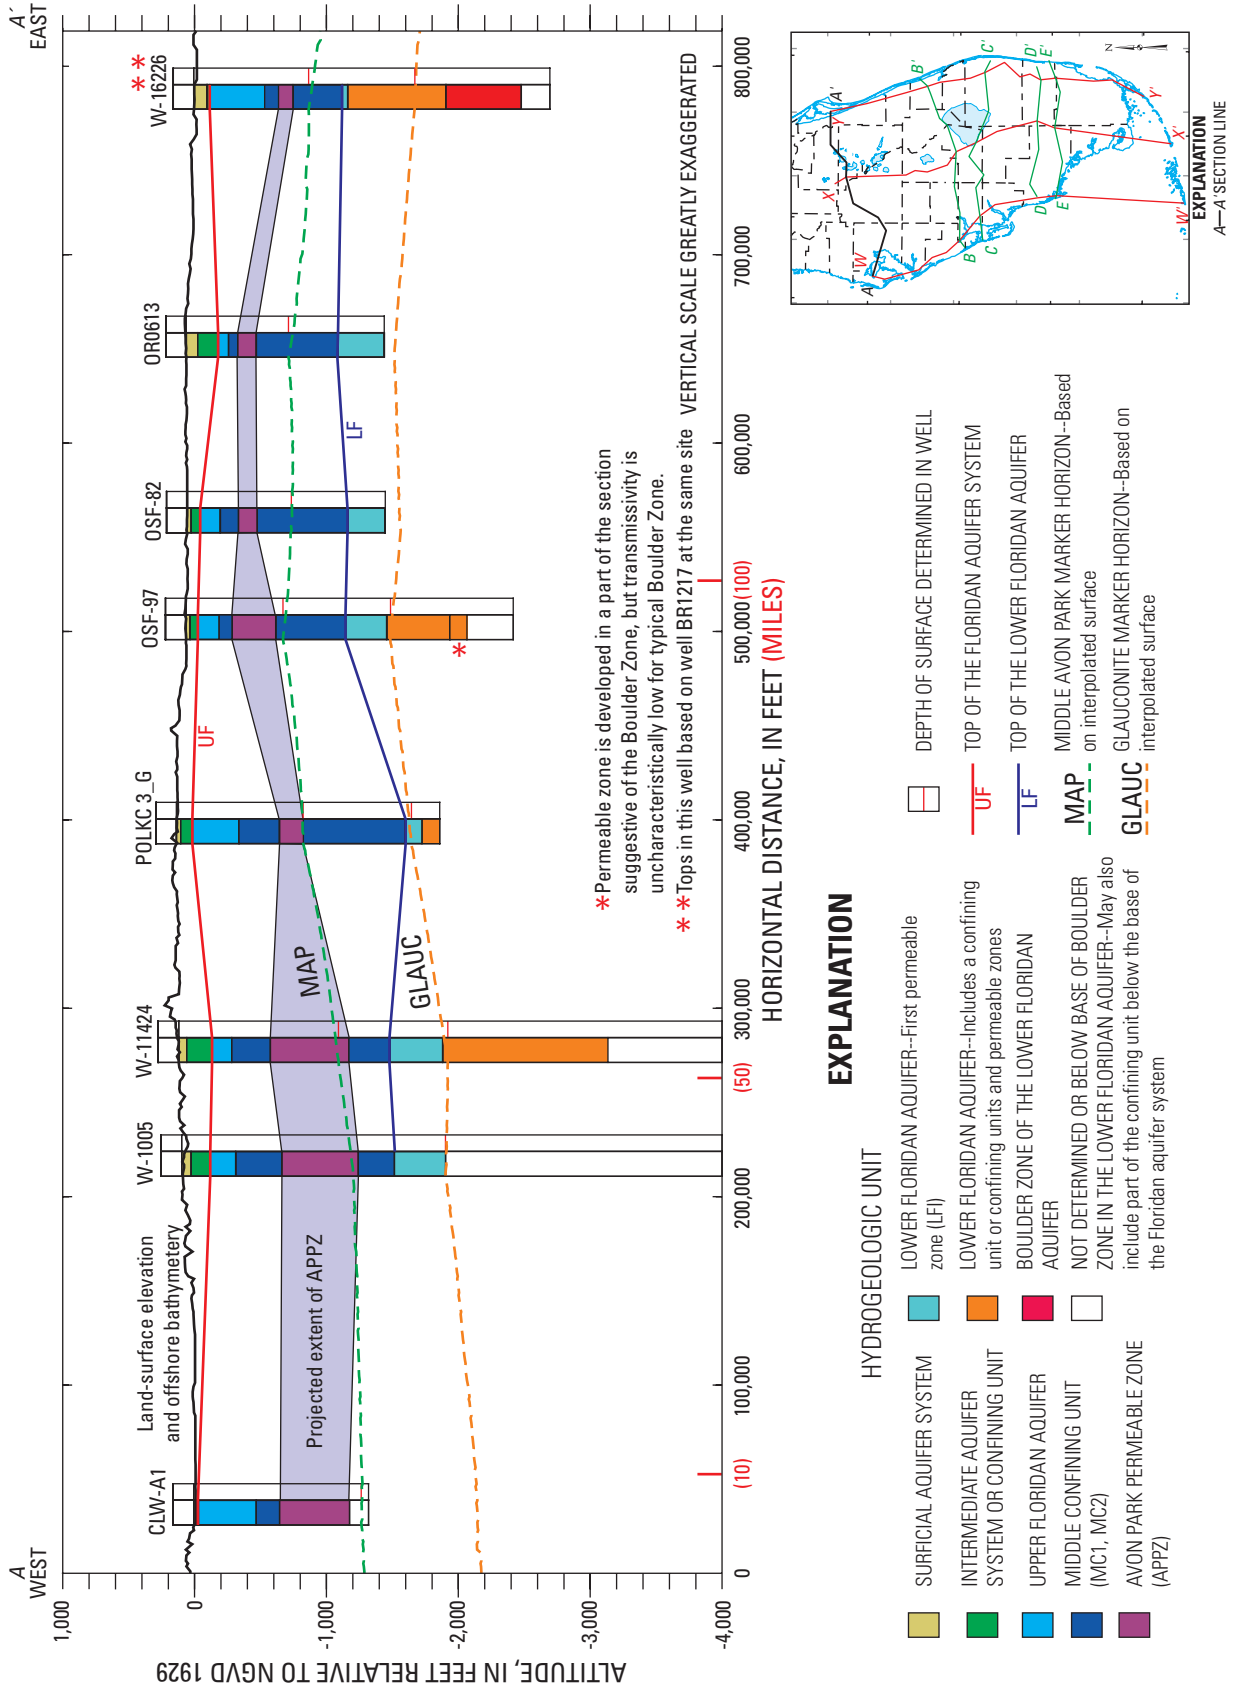 A
WEST
A′
EAST
CLW-A1
W-1005
W-11424
POLKC 3_G
OSF-97
OSF-82
OR0613
W-16226
* *
1,000
0
-1,000
-2,000
-3,000
-4,000
ALTITUDE, IN FEET RELATIVE TO NGVD 1929
Land-surface elevation
and offshore bathymetery
Projected extent of APPZ
UF
MAP
GLAUC
LF
*
* Permeable zone is developed in a part of the section
suggestive of the Boulder Zone, but transmissivity is
uncharacteristically low for typical Boulder Zone.
* * Tops in this well based on well BR1217 at the same site
VERTICAL SCALE GREATLY EXAGGERATED
(10)
(50)
(100)
0
100,000
200,000
300,000
400,000
500,000
600,000
700,000
800,000
HORIZONTAL DISTANCE, IN FEET (MILES)
EXPLANATION
HYDROGEOLOGIC UNIT
SURFICIAL AQUIFER SYSTEM
INTERMEDIATE AQUIFER
SYSTEM OR CONFINING UNIT
UPPER FLORIDAN AQUIFER
MIDDLE CONFINING UNIT
(MC1, MC2)
AVON PARK PERMEABLE ZONE
(APPZ)
LOWER FLORIDAN AQUIFER--First permeable
zone (LFI)
LOWER FLORIDAN AQUIFER--Includes a confining
unit or confining units and permeable zones
BOULDER ZONE OF THE LOWER FLORIDAN
AQUIFER
NOT DETERMINED OR BELOW BASE OF BOULDER
ZONE IN THE LOWER FLORIDAN AQUIFER--May also
include part of the confining unit below the base of
the Floridan aquifer system
DEPTH OF SURFACE DETERMINED IN WELL
UF
TOP OF THE FLORIDAN AQUIFER SYSTEM
LF
TOP OF THE LOWER FLORIDAN AQUIFER
MAP
MIDDLE AVON PARK MARKER HORIZON--Based
on interpolated surface
GLAUC
GLAUCONITE MARKER HORIZON--Based on
interpolated surface
A
W
X
Y
A'
B
B'
C
C'
D
D'
E
E'
W'
X'
Y'
N
EXPLANATION
A—A' SECTION LINE